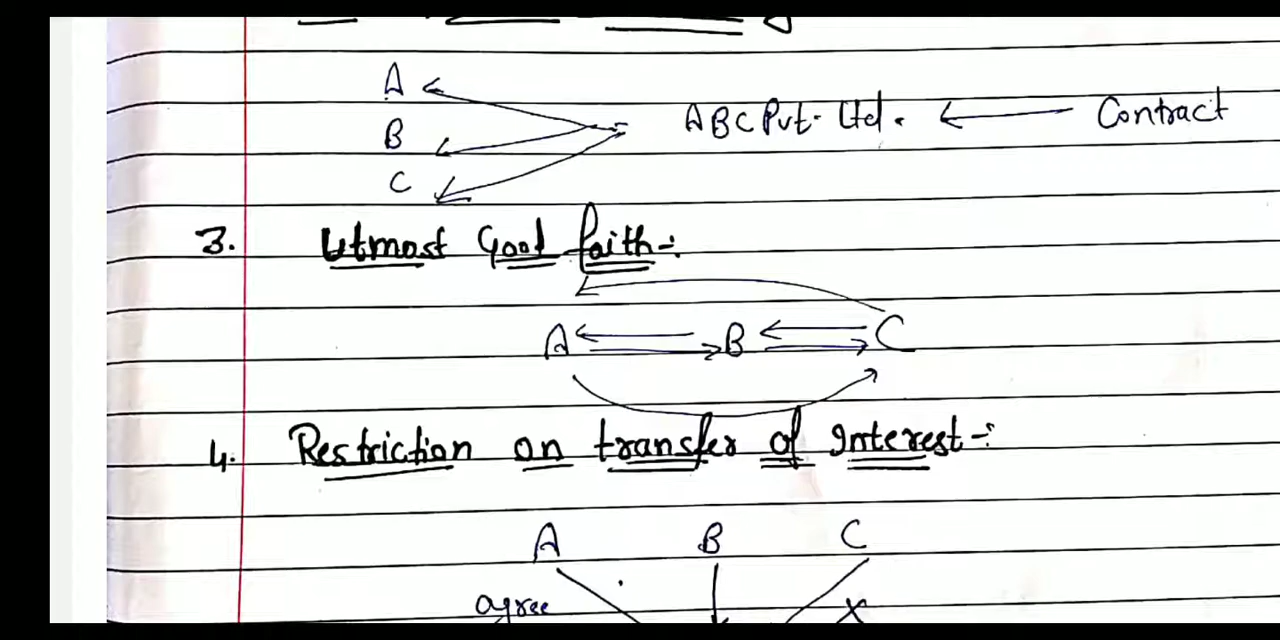 A
B
C
ABC Pvt. Ltd. Contract
3. Utmost Good faith-:
A B C
4. Restriction on transfer of Interest-:
A B C
agree X